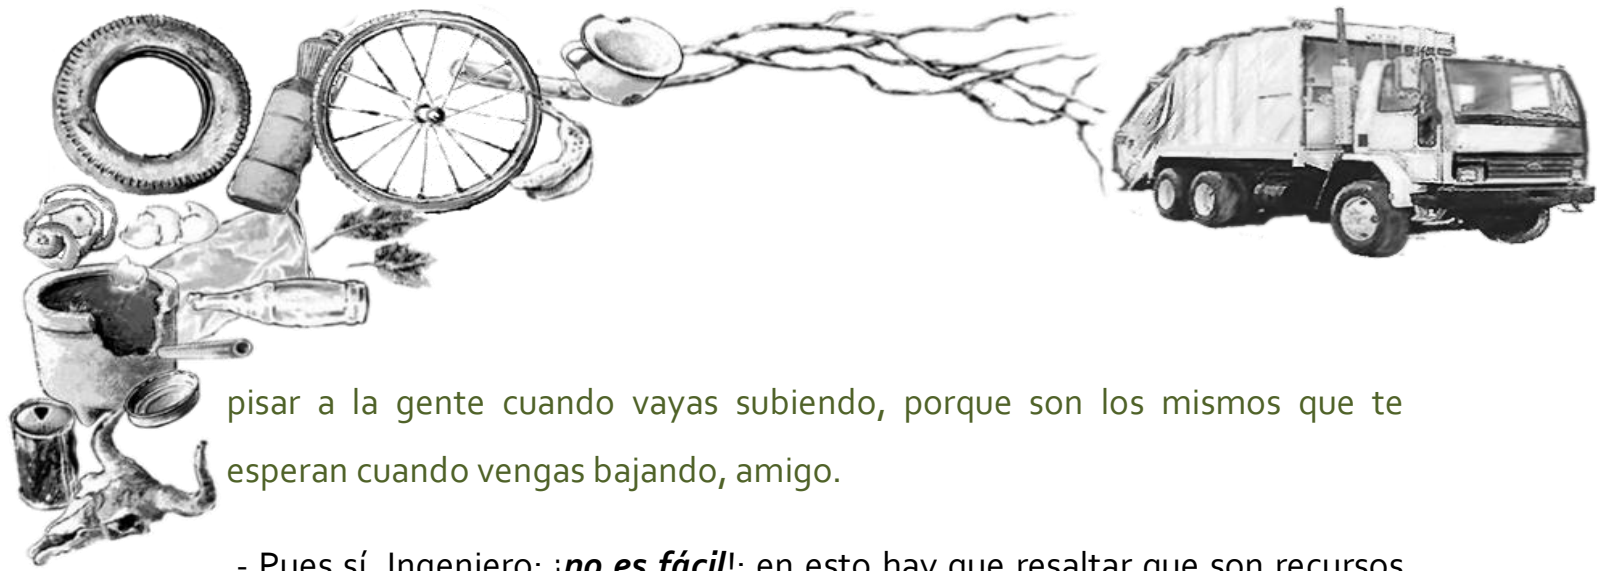 pisar a la gente cuando vayas subiendo, porque son los mismos que te
esperan cuando vengas bajando, amigo.
- Pues sí, Ingeniero; ¡no es fácil!; en esto hay que resaltar que son recursos